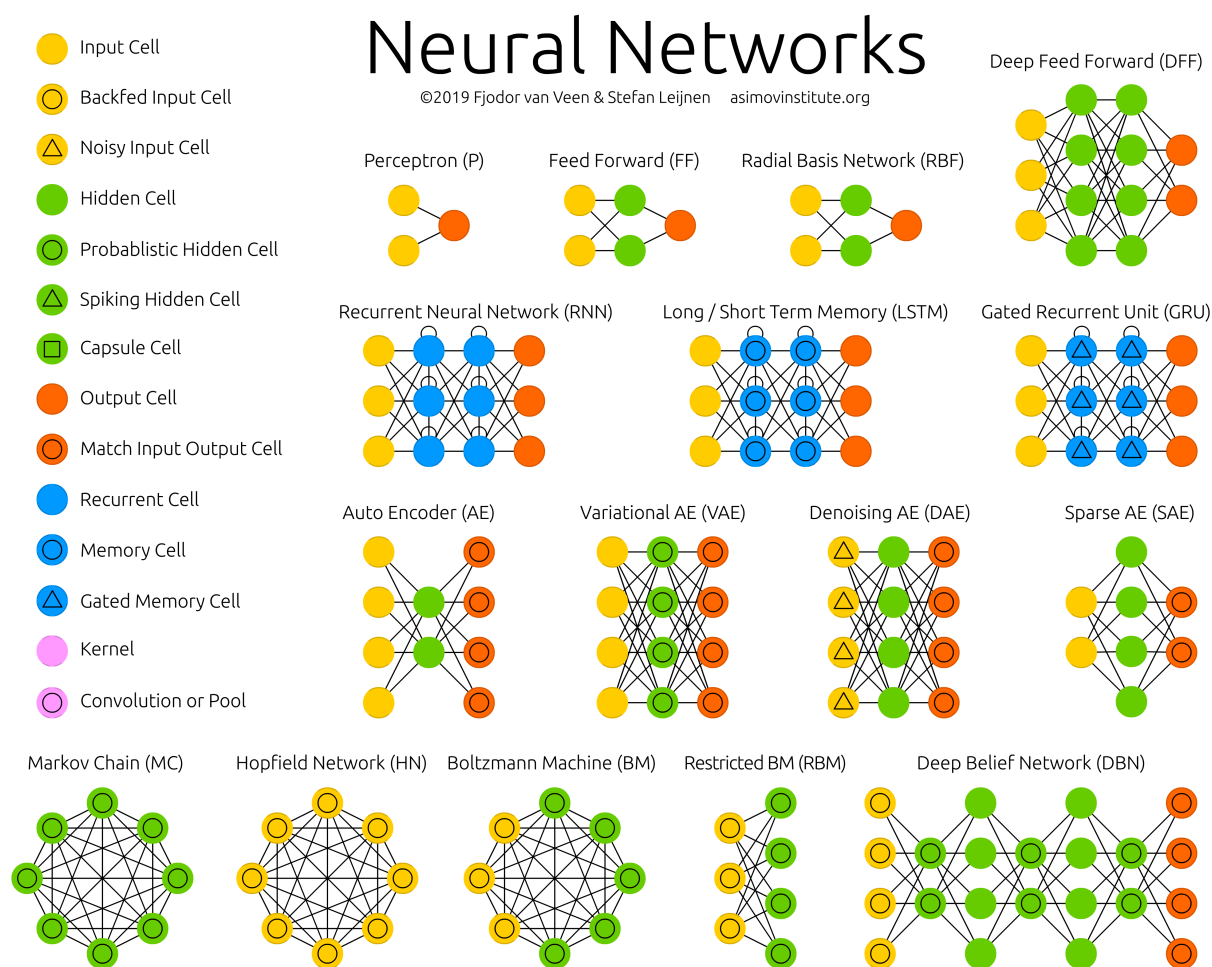 Neural Networks
©2019 Fjodor van Veen & Stefan Leijnen asimovinstitute.org
Input Cell
Backfed Input Cell
Noisy Input Cell
Hidden Cell
Probablistic Hidden Cell
Spiking Hidden Cell
Capsule Cell
Output Cell
Match Input Output Cell
Recurrent Cell
Memory Cell
Gated Memory Cell
Kernel
Convolution or Pool
Deep Feed Forward (DFF)
Perceptron (P)
Feed Forward (FF)
Radial Basis Network (RBF)
Recurrent Neural Network (RNN)
Long / Short Term Memory (LSTM)
Gated Recurrent Unit (GRU)
Auto Encoder (AE)
Variational AE (VAE)
Denoising AE (DAE)
Sparse AE (SAE)
Markov Chain (MC)
Hopfield Network (HN)
Boltzmann Machine (BM)
Restricted BM (RBM)
Deep Belief Network (DBN)